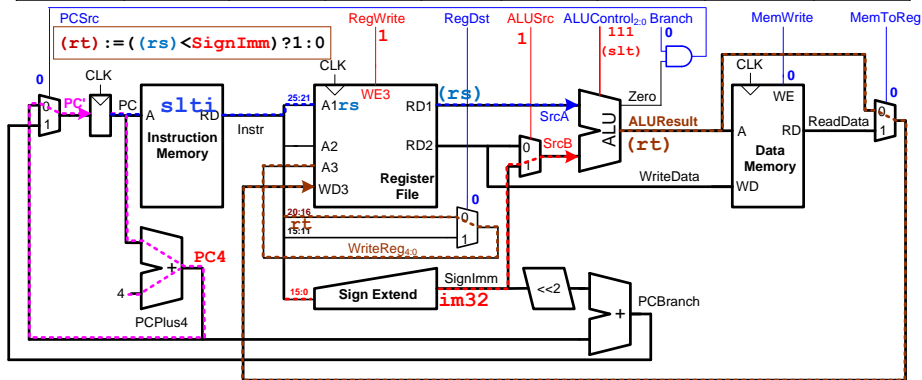 PCSrc
RegWrite
RegDst
ALUSrc
ALUControl2:0 Branch
MemWrite
MemToReg
(rt):=((rs)<SignImm)?1:0
1
1
111
(slt)
0
0
0
CLK
CLK
CLK
0
PC'
PC
A
slti
RD
Instruction
Memory
Instr
25:21
A1rs
WE3
RD1
(rs)
SrcA
A2
RD2
A3
WD3
Register
File
0
1
SrcB
ALU
Zero
ALUResult
(rt)
WriteData
WE
A
RD
Data
Memory
WD
ReadData
0
1
0
1
20:16
rt
15:11
0
0
1
WriteReg4:0
PC4
+
4
PCPlus4
15:0
Sign Extend
SignImm
im32
<<2
+
PCBranch